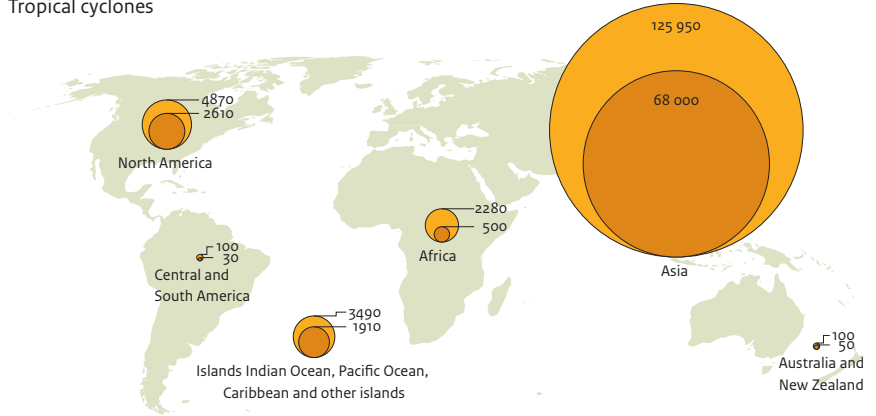 Tropical cyclones
125 950
68 000
Asia
4870
2610
North America
2280
500
Africa
100
30
Central and
South America
3490
1910
Islands Indian Ocean, Pacific Ocean,
Caribbean and other islands
100
50
Australia and
New Zealand